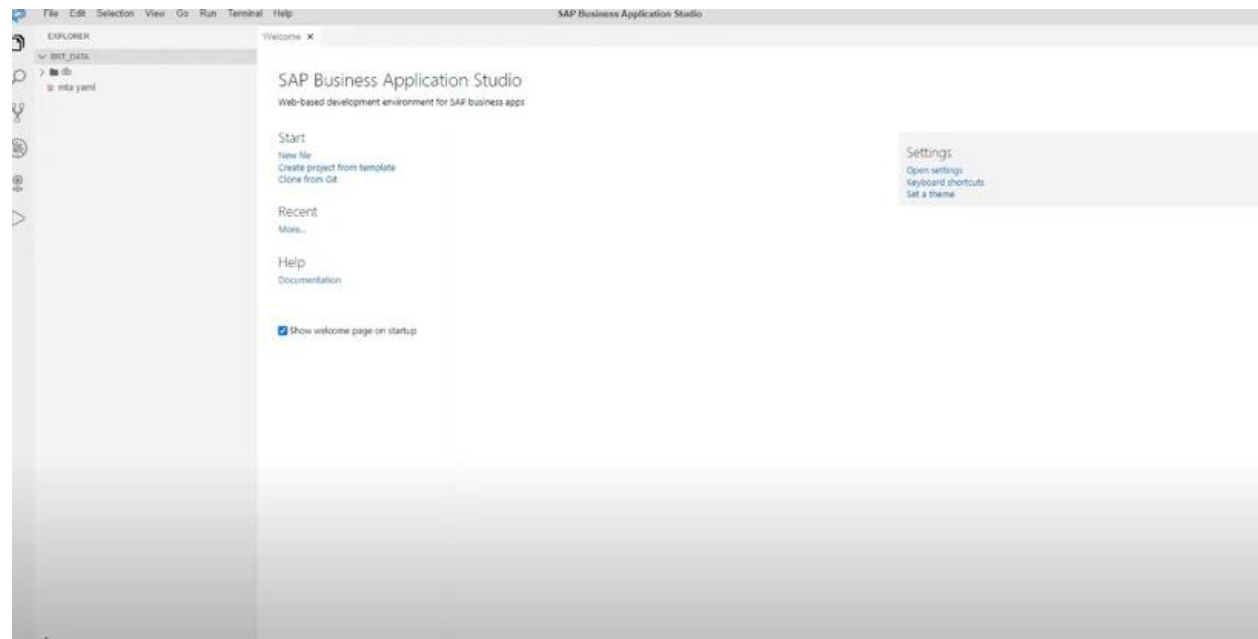 File Edit Selection View Go Run Terminal Help
SAP Business Application Studio
EXPLORER
Welcome
db
mta yaml
SAP Business Application Studio
Web-based development environment for SAP business apps
Start
New file
Create project from template
Clone from Git
Recent
More...
Help
Documentation
Show welcome page on startup
Settings
Open settings
Keyboard shortcuts
Set a theme